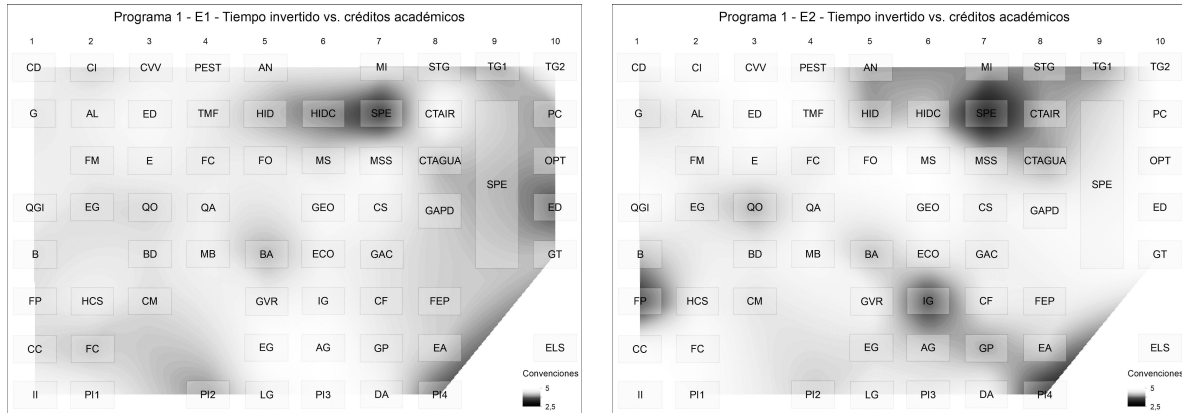 Programa 1 - E1 - Tiempo invertido vs. créditos académicos
1 2 3 4 5 6 7 8 9 10
CD CI CVV PEST AN MI STG TG1 TG2
G AL ED TMF HID HIDC SPE CTAIR PC
FM E FC FO MS MSS CTAGUA OPT
SPE
QGI EG QO QA GEO CS GAPD ED
B BD MB BA ECO GAC GT
FP HCS CM GVR IG CF FEP
CC FC EG AG GP EA ELS
II PI1 PI2 LG PI3 DA PI4
Convenciones
5
2,5
Programa 1 - E2 - Tiempo invertido vs. créditos académicos
1 2 3 4 5 6 7 8 9 10
CD CI CVV PEST AN MI STG TG1 TG2
G AL ED TMF HID HIDC SPE CTAIR PC
FM E FC FO MS MSS CTAGUA OPT
SPE
QGI EG QO QA GEO CS GAPD ED
B BD MB BA ECO GAC GT
FP HCS CM GVR IG CF FEP
CC FC EG AG GP EA ELS
II PI1 PI2 LG PI3 DA PI4
Convenciones
5
2,5